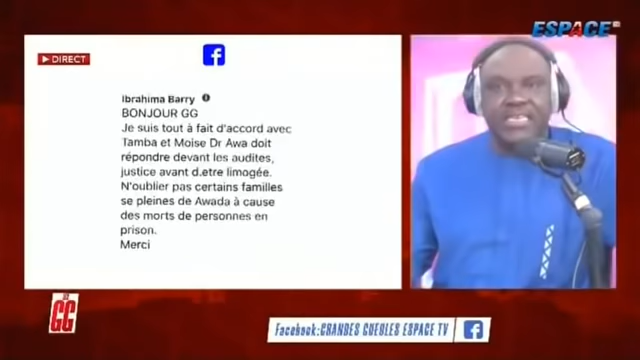 DIRECT
ESPACE
Ibrahima Barry
BONJOUR GG
Je suis tout à fait d'accord avec
Tamba et Moise Dr Awa doit
répondre devant les audites,
justice avant d.etre limogée.
N'oublier pas certains familles
se pleines de Awada à cause
des morts de personnes en
prison.
Merci
GG
Facebook:GRANDES GUEULES ESPACE TV